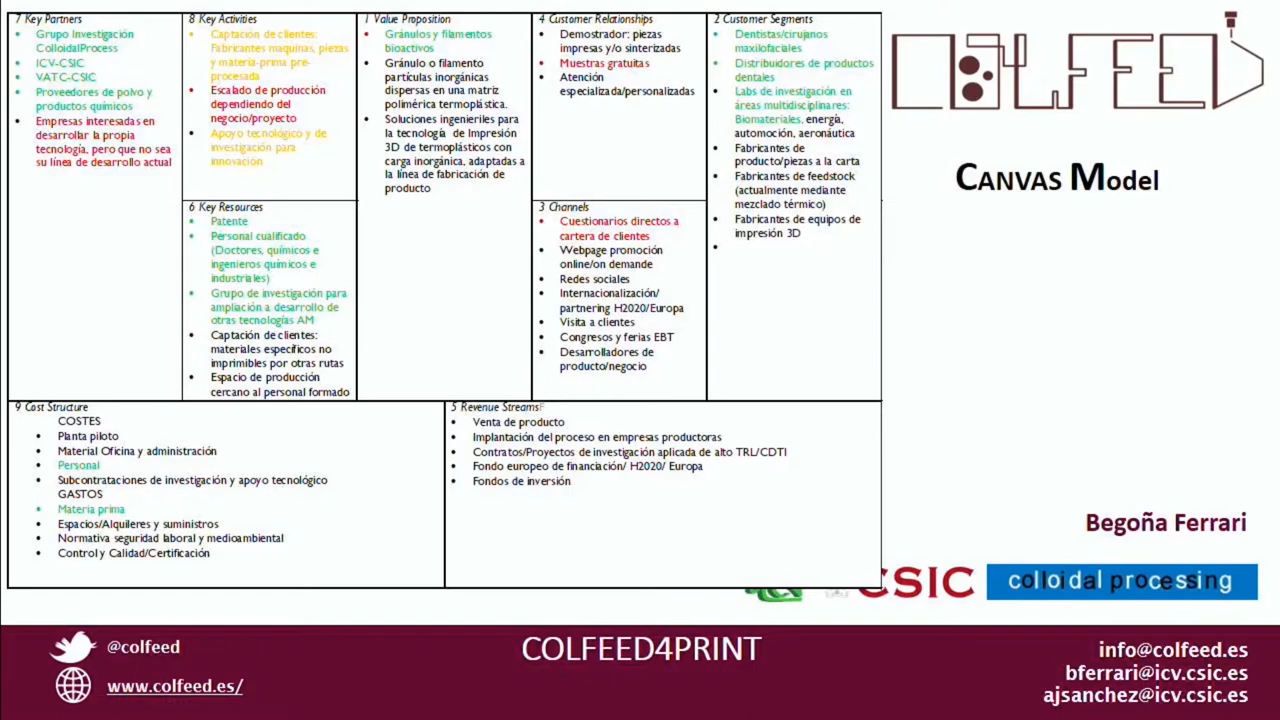 7 Key Partners
Grupo Investigación
ColloidalProcess
ICV-CSIC
VATC-CSIC
Proveedores de polvo y
productos químicos
Empresas interesadas en
desarrollar la propia
tecnología, pero que no sea
su línea de desarrollo actual
8 Key Activities
Captación de clientes:
Fabricantes maquinas, piezas
y materia-prima pre-
procesada
Escalado de producción
dependiendo del
negocio/proyecto
Apoyo tecnológico y de
investigación para
innovación
6 Key Resources
Patente
Personal cualificado
(Doctores, químicos e
ingenieros químicos e
industriales)
Grupo de investigación para
ampliación a desarrollo de
otras tecnologías AM
Captación de clientes:
materiales específicos no
imprimibles por otras rutas
Espacio de producción
cercano al personal formado
1 Value Proposition
Gránulos y filamentos
bioactivos
Gránulo o filamento
partículas inorgánicas
dispersas en una matriz
polimérica termoplástica.
Soluciones ingenieriles para
la tecnología de Impresión
3D de termoplásticos con
carga inorgánica, adaptadas a
la línea de fabricación de
producto
4 Customer Relationships
Demostrador: piezas
impresas y/o sinterizadas
Muestras gratuitas
Atención
especializada/personalizadas
3 Channels
Cuestionarios directos a
cartera de clientes
Webpage promoción
online/on demande
Redes sociales
Internacionalización/
partnering H2020/Europa
Visita a clientes
Congresos y ferias EBT
Desarrolladores de
producto/negocio
2 Customer Segments
Dentistas/cirujanos
maxilofaciales
Distribuidores de productos
dentales
Labs de investigación en
áreas multidisciplinares:
Biomateriales, energía,
automoción, aeronáutica
Fabricantes de
producto/piezas a la carta
Fabricantes de feedstock
(actualmente mediante
mezclado térmico)
Fabricantes de equipos de
impresión 3D
9 Cost Structure
COSTES
Planta piloto
Material Oficina y administración
Personal
Subcontrataciones de investigación y apoyo tecnológico
GASTOS
Materia prima
Espacios/Alquileres y suministros
Normativa seguridad laboral y medioambiental
Control y Calidad/Certificación
5 Revenue Streams
Venta de producto
Implantación del proceso en empresas productoras
Contratos/Proyectos de investigación aplicada de alto TRL/CDTI
Fondo europeo de financiación/ H2020/ Europa
Fondos de inversión
COLFEED
CANVAS Model
Begoña Ferrari
CSIC
colloidal processing
@colfeed
www.colfeed.es/
COLFEED4PRINT
info@colfeed.es
bferrari@icv.csic.es
ajsanchez@icv.csic.es